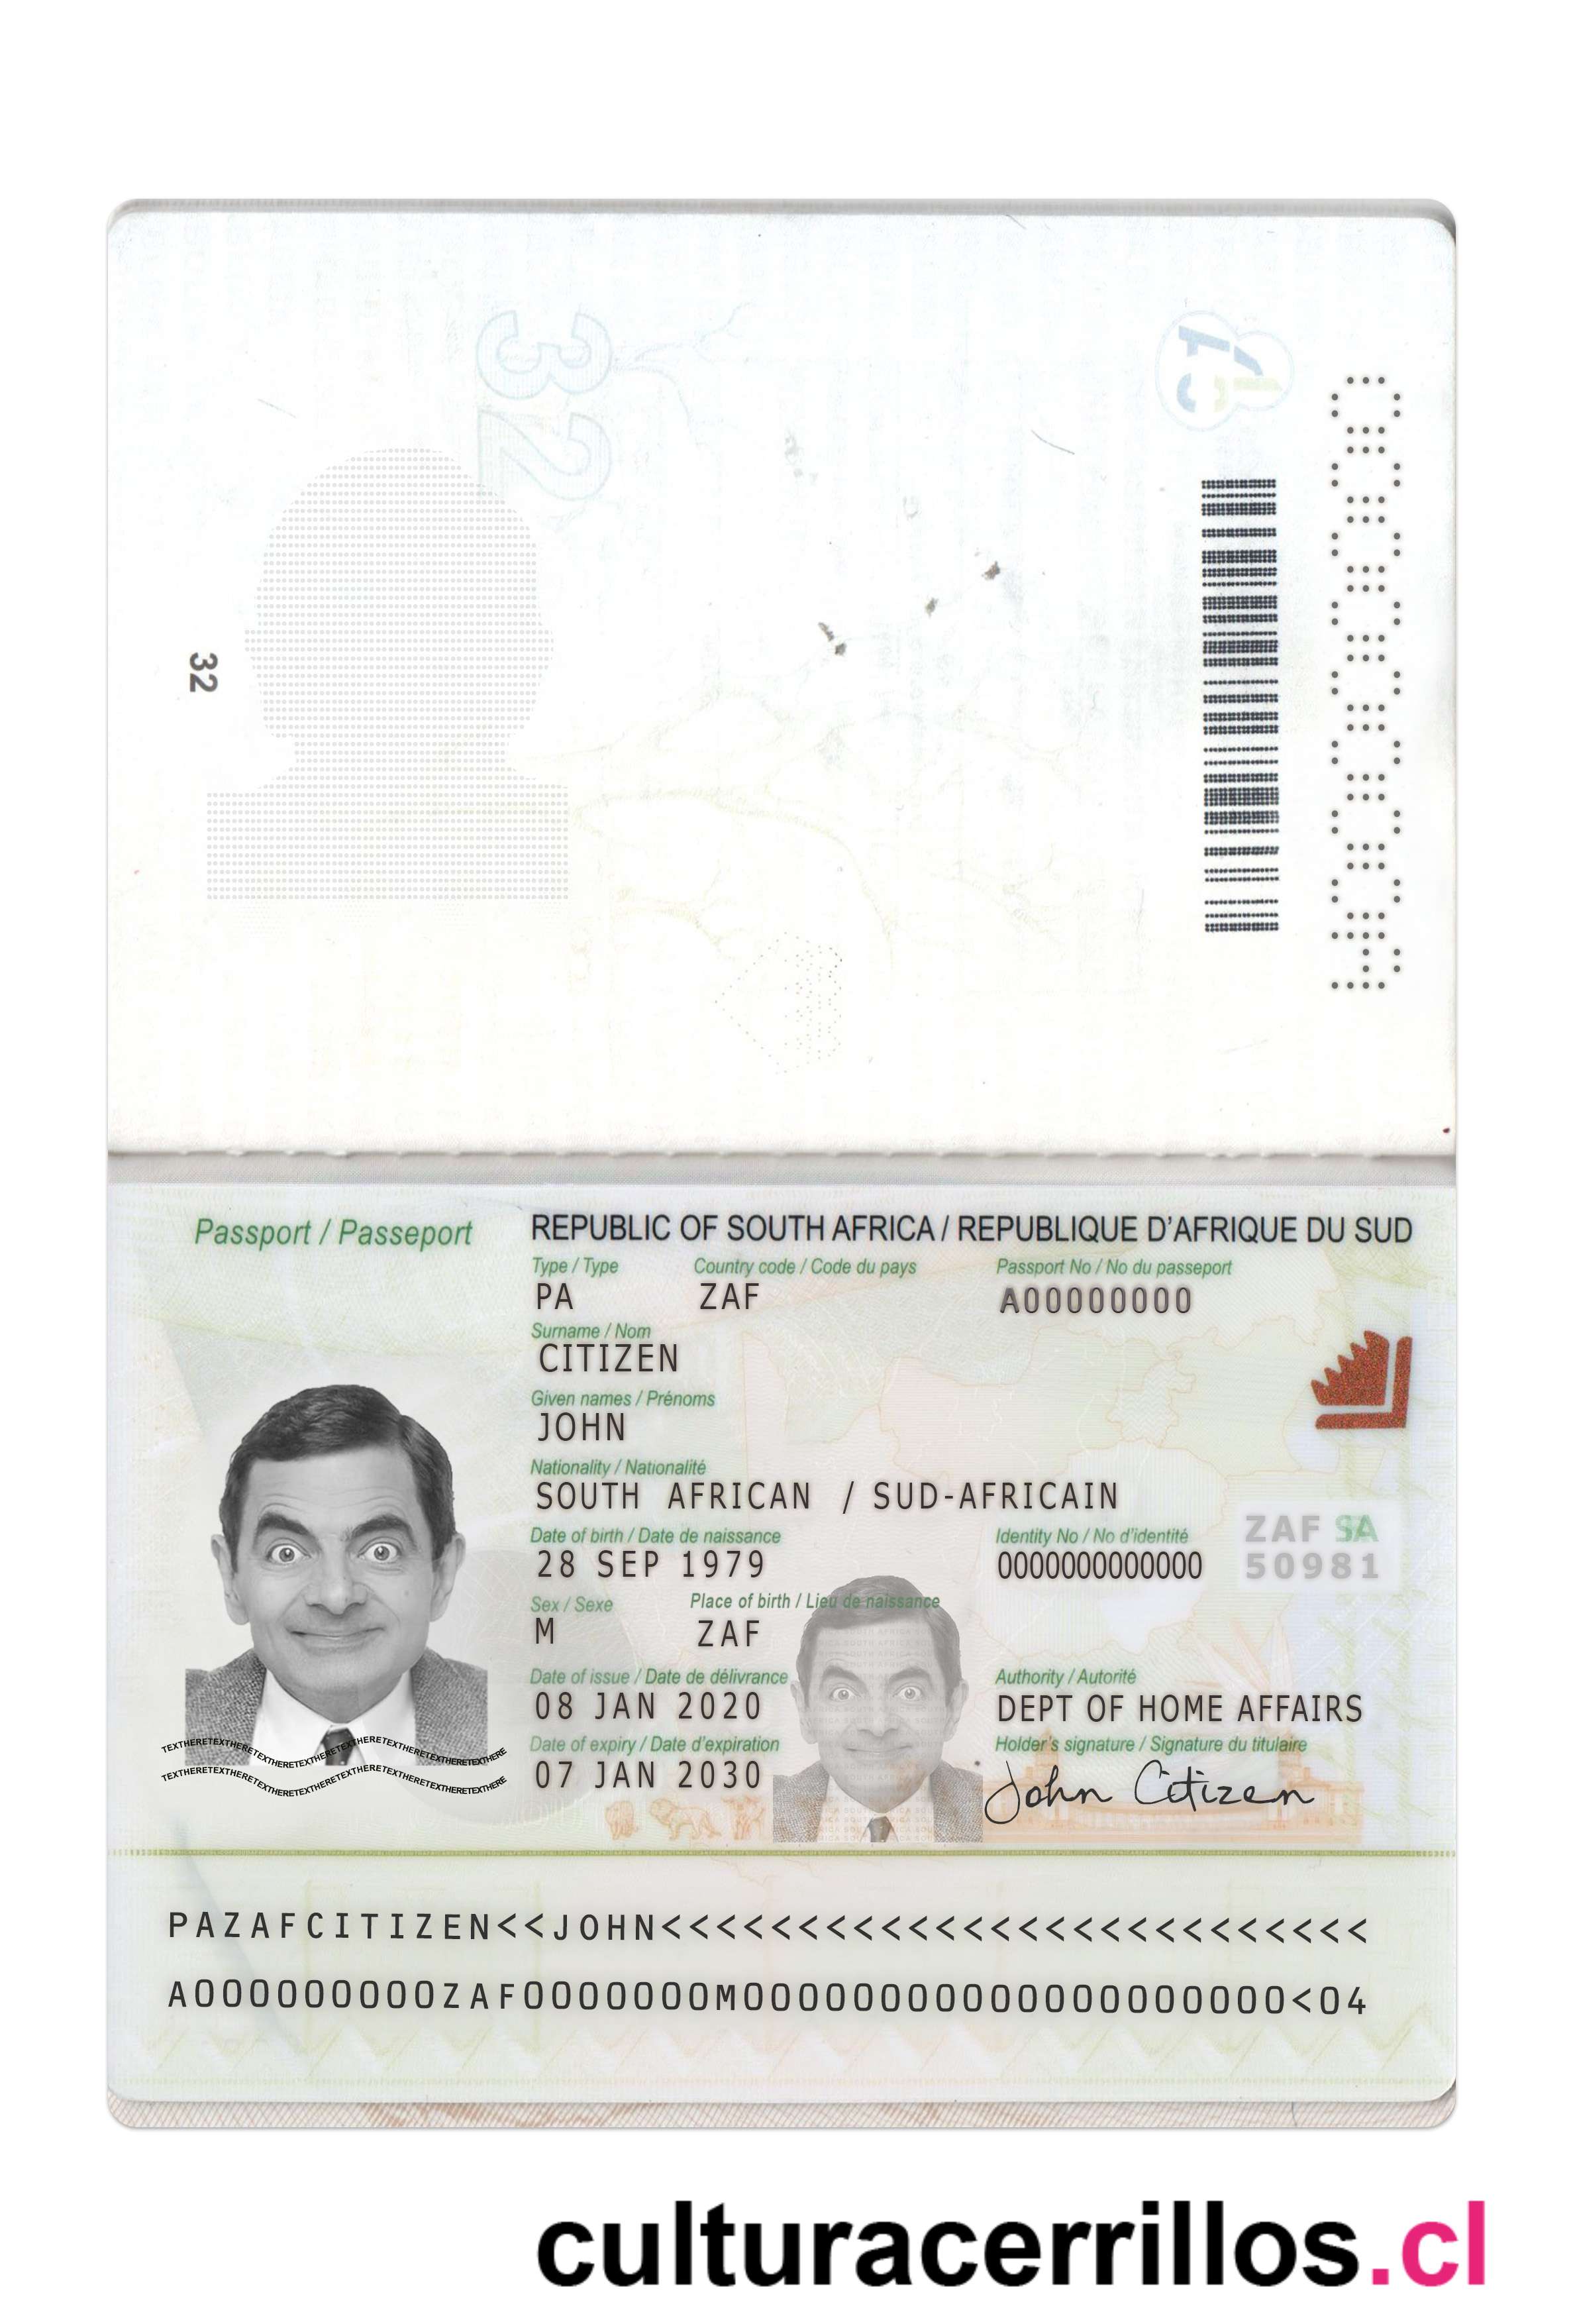 32
32
Passport / Passeport
REPUBLIC OF SOUTH AFRICA / REPUBLIQUE D'AFRIQUE DU SUD
Type / Type Country code / Code du pays Passport No / No du passeport
PA ZAF A00000000
Surname / Nom
CITIZEN
Given names / Prénoms
JOHN
Nationality / Nationalité
SOUTH AFRICAN / SUD-AFRICAIN
Date of birth / Date de naissance Identity No / No d'identité ZAF SA
28 SEP 1979 0000000000000 50981
Sex / Sexe Place of birth / Lieu de naissance
M ZAF
Date of issue / Date de délivrance Authority / Autorité
08 JAN 2020 DEPT OF HOME AFFAIRS
Date of expiry / Date d'expiration Holder's signature / Signature du titulaire
07 JAN 2030 John Citizen
TEXTHERETEXTHERETEXTHERETEXTHERETEXTHERETEXTHERETEXTHERE
TEXTHERETEXTHERETEXTHERETEXTHERETEXTHERETEXTHERETEXTHERE
PAZAFCITIZEN<<JOHN<<<<<<<<<<<<<<<<<<<<<<<<<<
A000000000ZAF0000000M00000000000000000000<04
culturacerrillos.cl